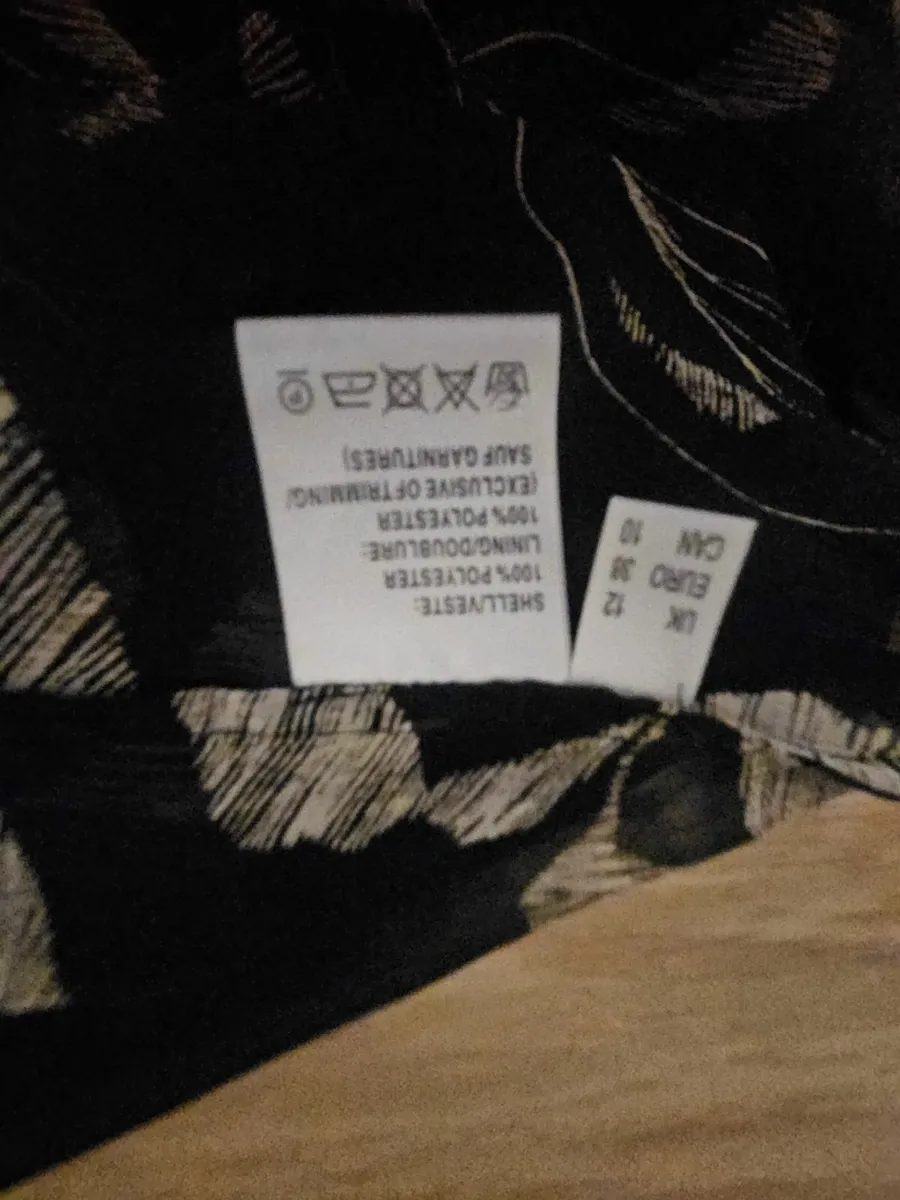 SHELL/VESTE:
100% POLYESTER
LINING/DOUBLURE:
100% POLYESTER
(EXCLUSIVE OF TRIMMING/
SAUF GARNITURES)
P
UK 12
EURO 38
CAN 10